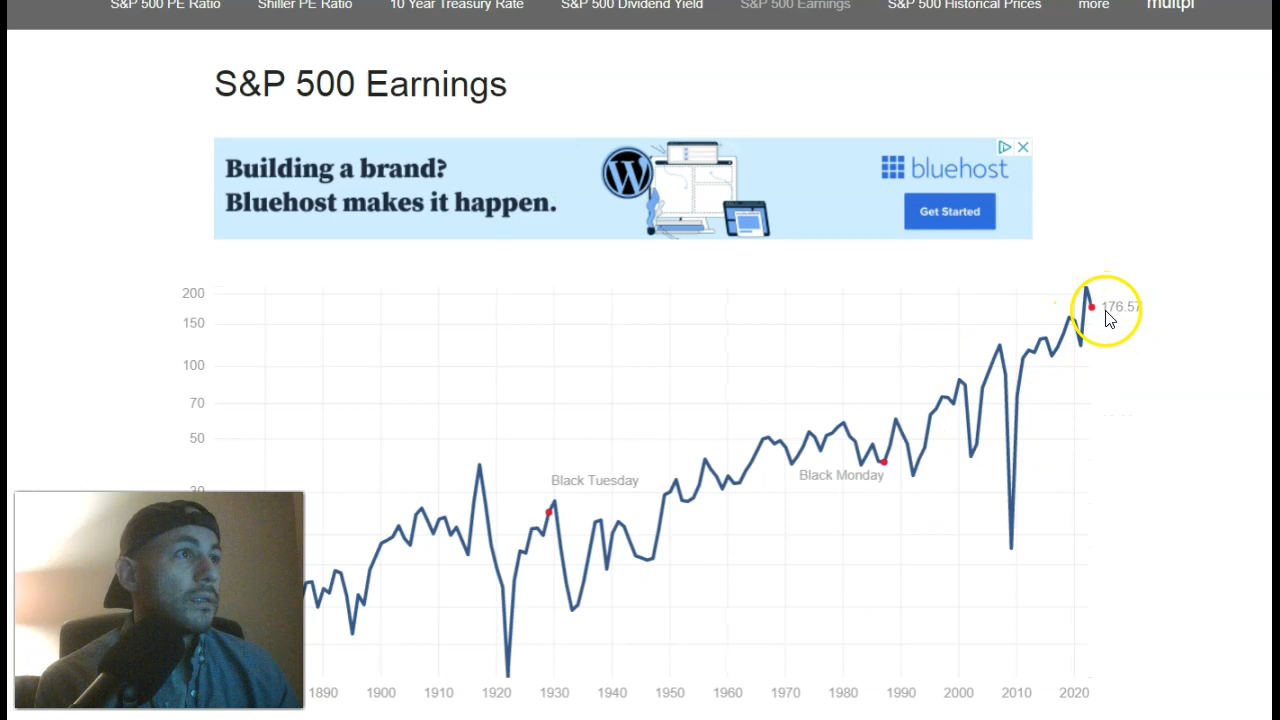 S&P 500 PE Ratio Shiller PE Ratio 10 Year Treasury Rate S&P 500 Dividend Yield S&P 500 Earnings S&P 500 Historical Prices more multpl
S&P 500 Earnings
Building a brand?
Bluehost makes it happen.
W
bluehost
Get Started
200
150
100
70
50
30
176.57
Black Tuesday
Black Monday
1890 1900 1910 1920 1930 1940 1950 1960 1970 1980 1990 2000 2010 2020